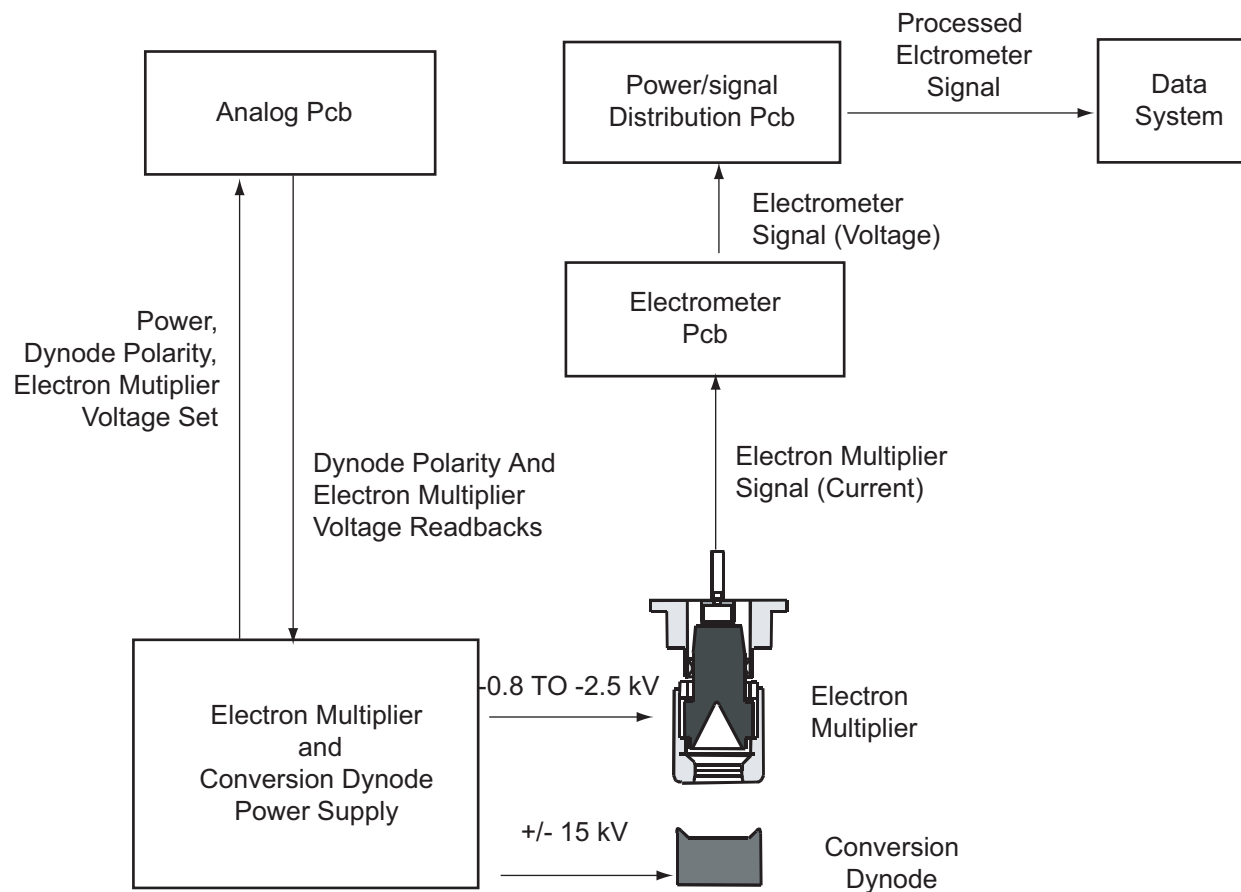 Processed
Elctrometer
Signal
Analog Pcb
Power/signal
Distribution Pcb
Data
System
Electrometer
Signal (Voltage)
Electrometer
Pcb
Power,
Dynode Polarity,
Electron Mutiplier
Voltage Set
Dynode Polarity And
Electron Multiplier
Voltage Readbacks
Electron Multiplier
Signal (Current)
-0.8 TO -2.5 kV
Electron
Multiplier
Electron Multiplier
and
Conversion Dynode
Power Supply
+/- 15 kV
Conversion
Dynode